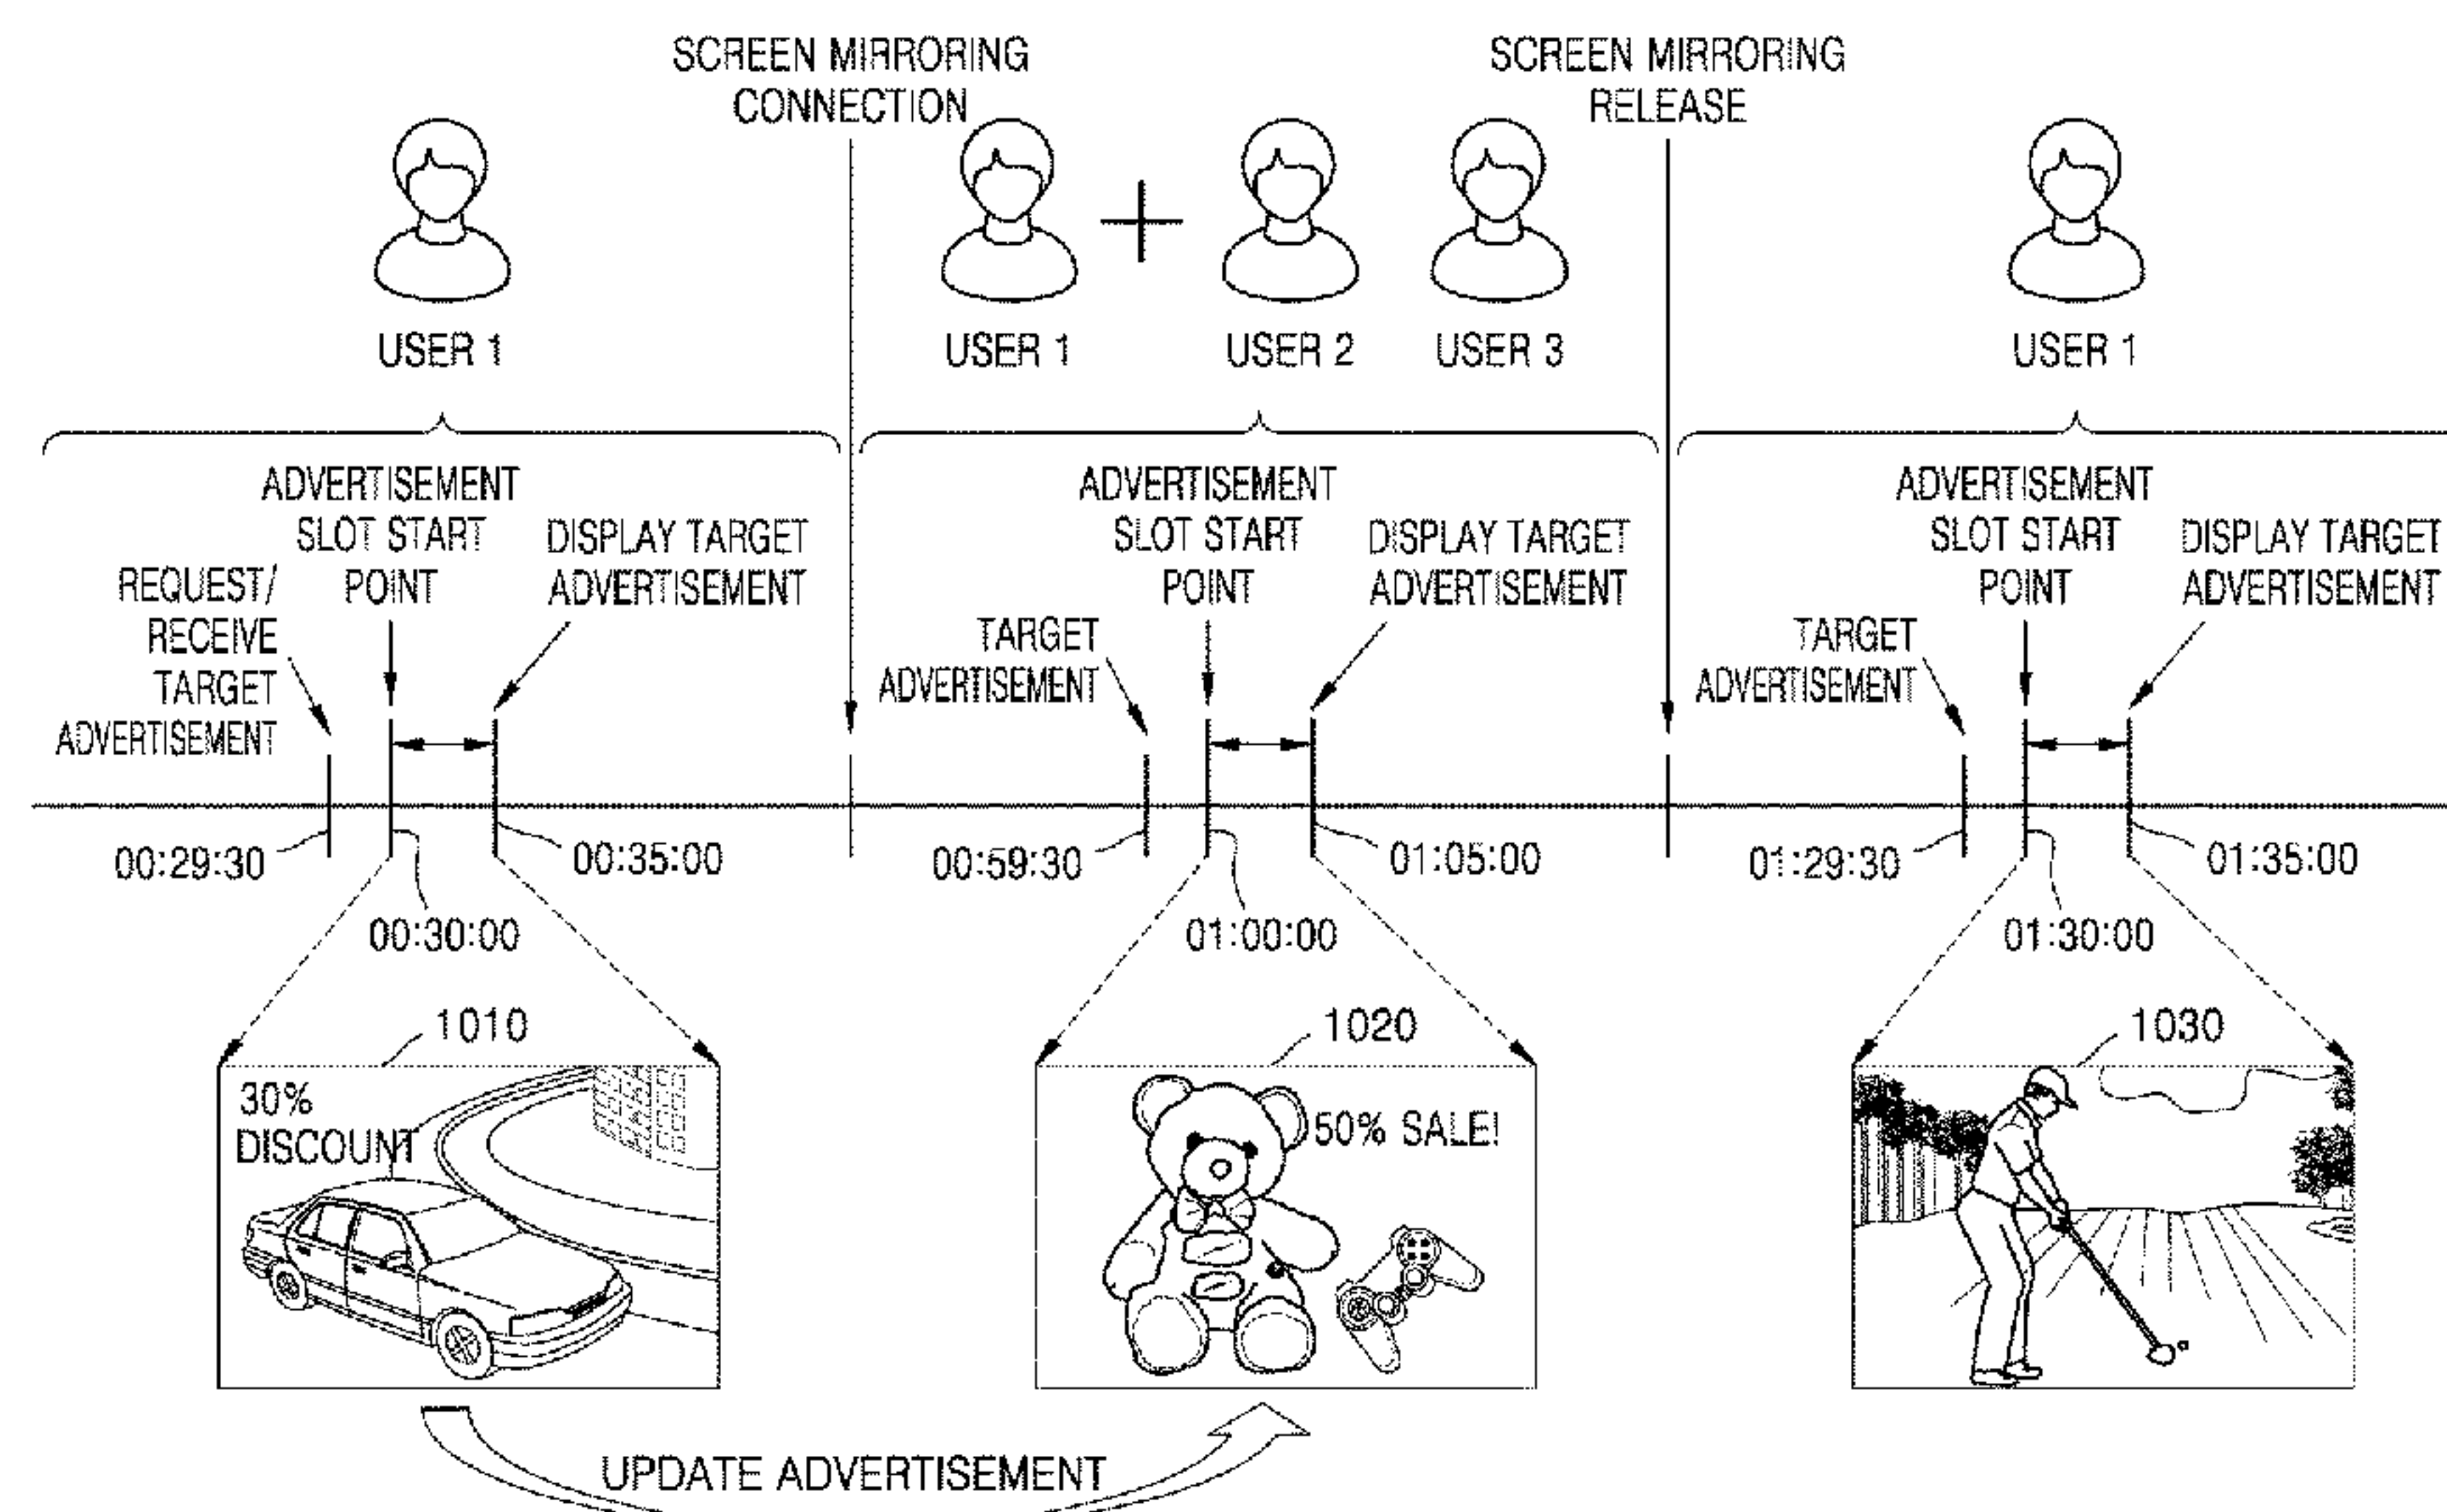 SCREEN MIRRORING
CONNECTION
SCREEN MIRRORING
RELEASE
USER 1
USER 1
USER 2
USER 3
USER 1
REQUEST/
RECEIVE
TARGET
ADVERTISEMENT
ADVERTISEMENT
SLOT START
POINT
DISPLAY TARGET
ADVERTISEMENT
TARGET
ADVERTISEMENT
ADVERTISEMENT
SLOT START
POINT
DISPLAY TARGET
ADVERTISEMENT
TARGET
ADVERTISEMENT
ADVERTISEMENT
SLOT START
POINT
DISPLAY TARGET
ADVERTISEMENT
00:29:30
00:30:00
00:35:00
00:59:30
01:00:00
01:05:00
01:29:30
01:30:00
01:35:00
1010
30%
DISCOUNT
1020
50% SALE!
1030
UPDATE ADVERTISEMENT